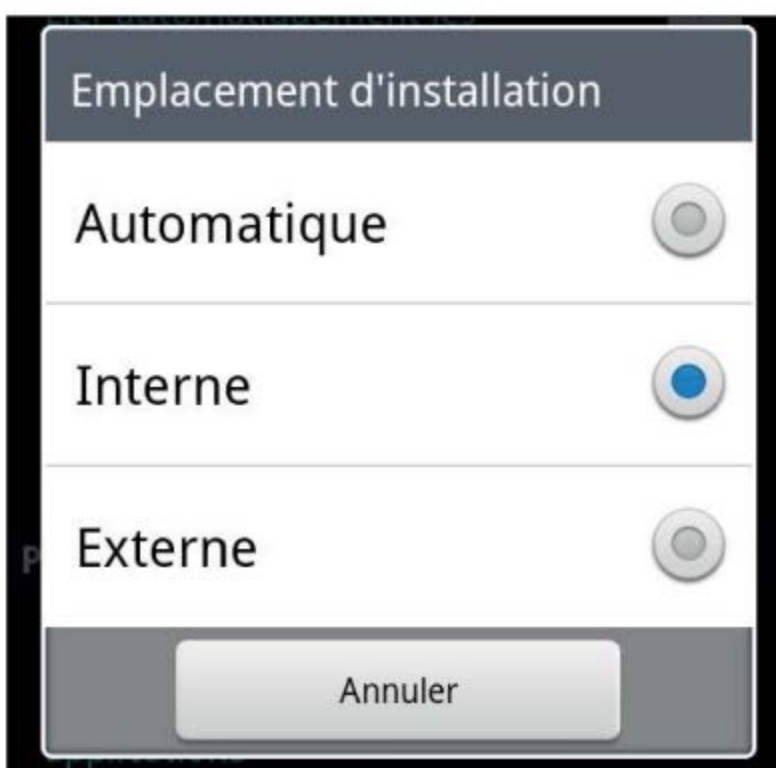 Emplacement d'installation
Automatique
Interne
Externe
Annuler